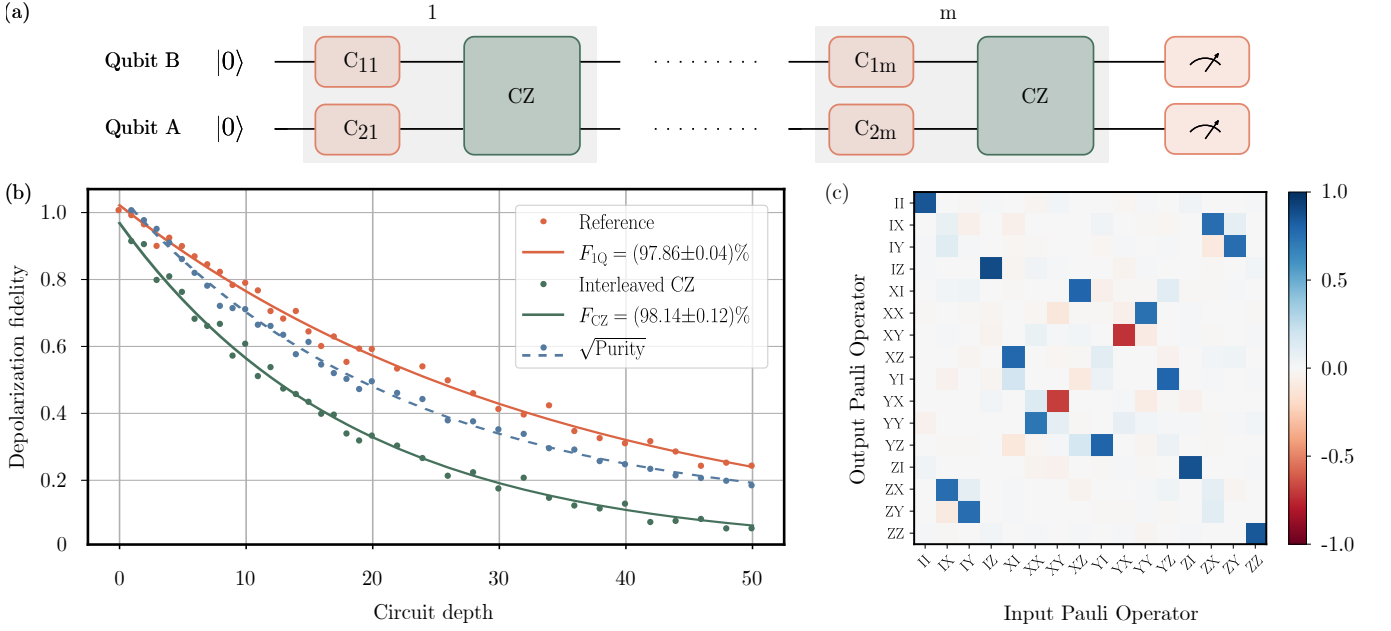 (a)
1
m
Qubit B |0⟩ C11 CZ · · · · · · · · C1m CZ
Qubit A |0⟩ C21 · · · · · · · · C2m
(b)
Depolarization fidelity
1.0
0.8
0.6
0.4
0.2
0
0 10 20 30 40 50
Circuit depth
Reference
F1Q = (97.86±0.04)%
Interleaved CZ
FCZ = (98.14±0.12)%
√Purity
(c)
Output Pauli Operator
II
IX
IY
IZ
XI
XX
XY
XZ
YI
YX
YY
YZ
ZI
ZX
ZY
ZZ
II IX IY IZ XI XX XY XZ YI YX YY YZ ZI ZX ZY ZZ
Input Pauli Operator
1.0
0.5
0.0
-0.5
-1.0